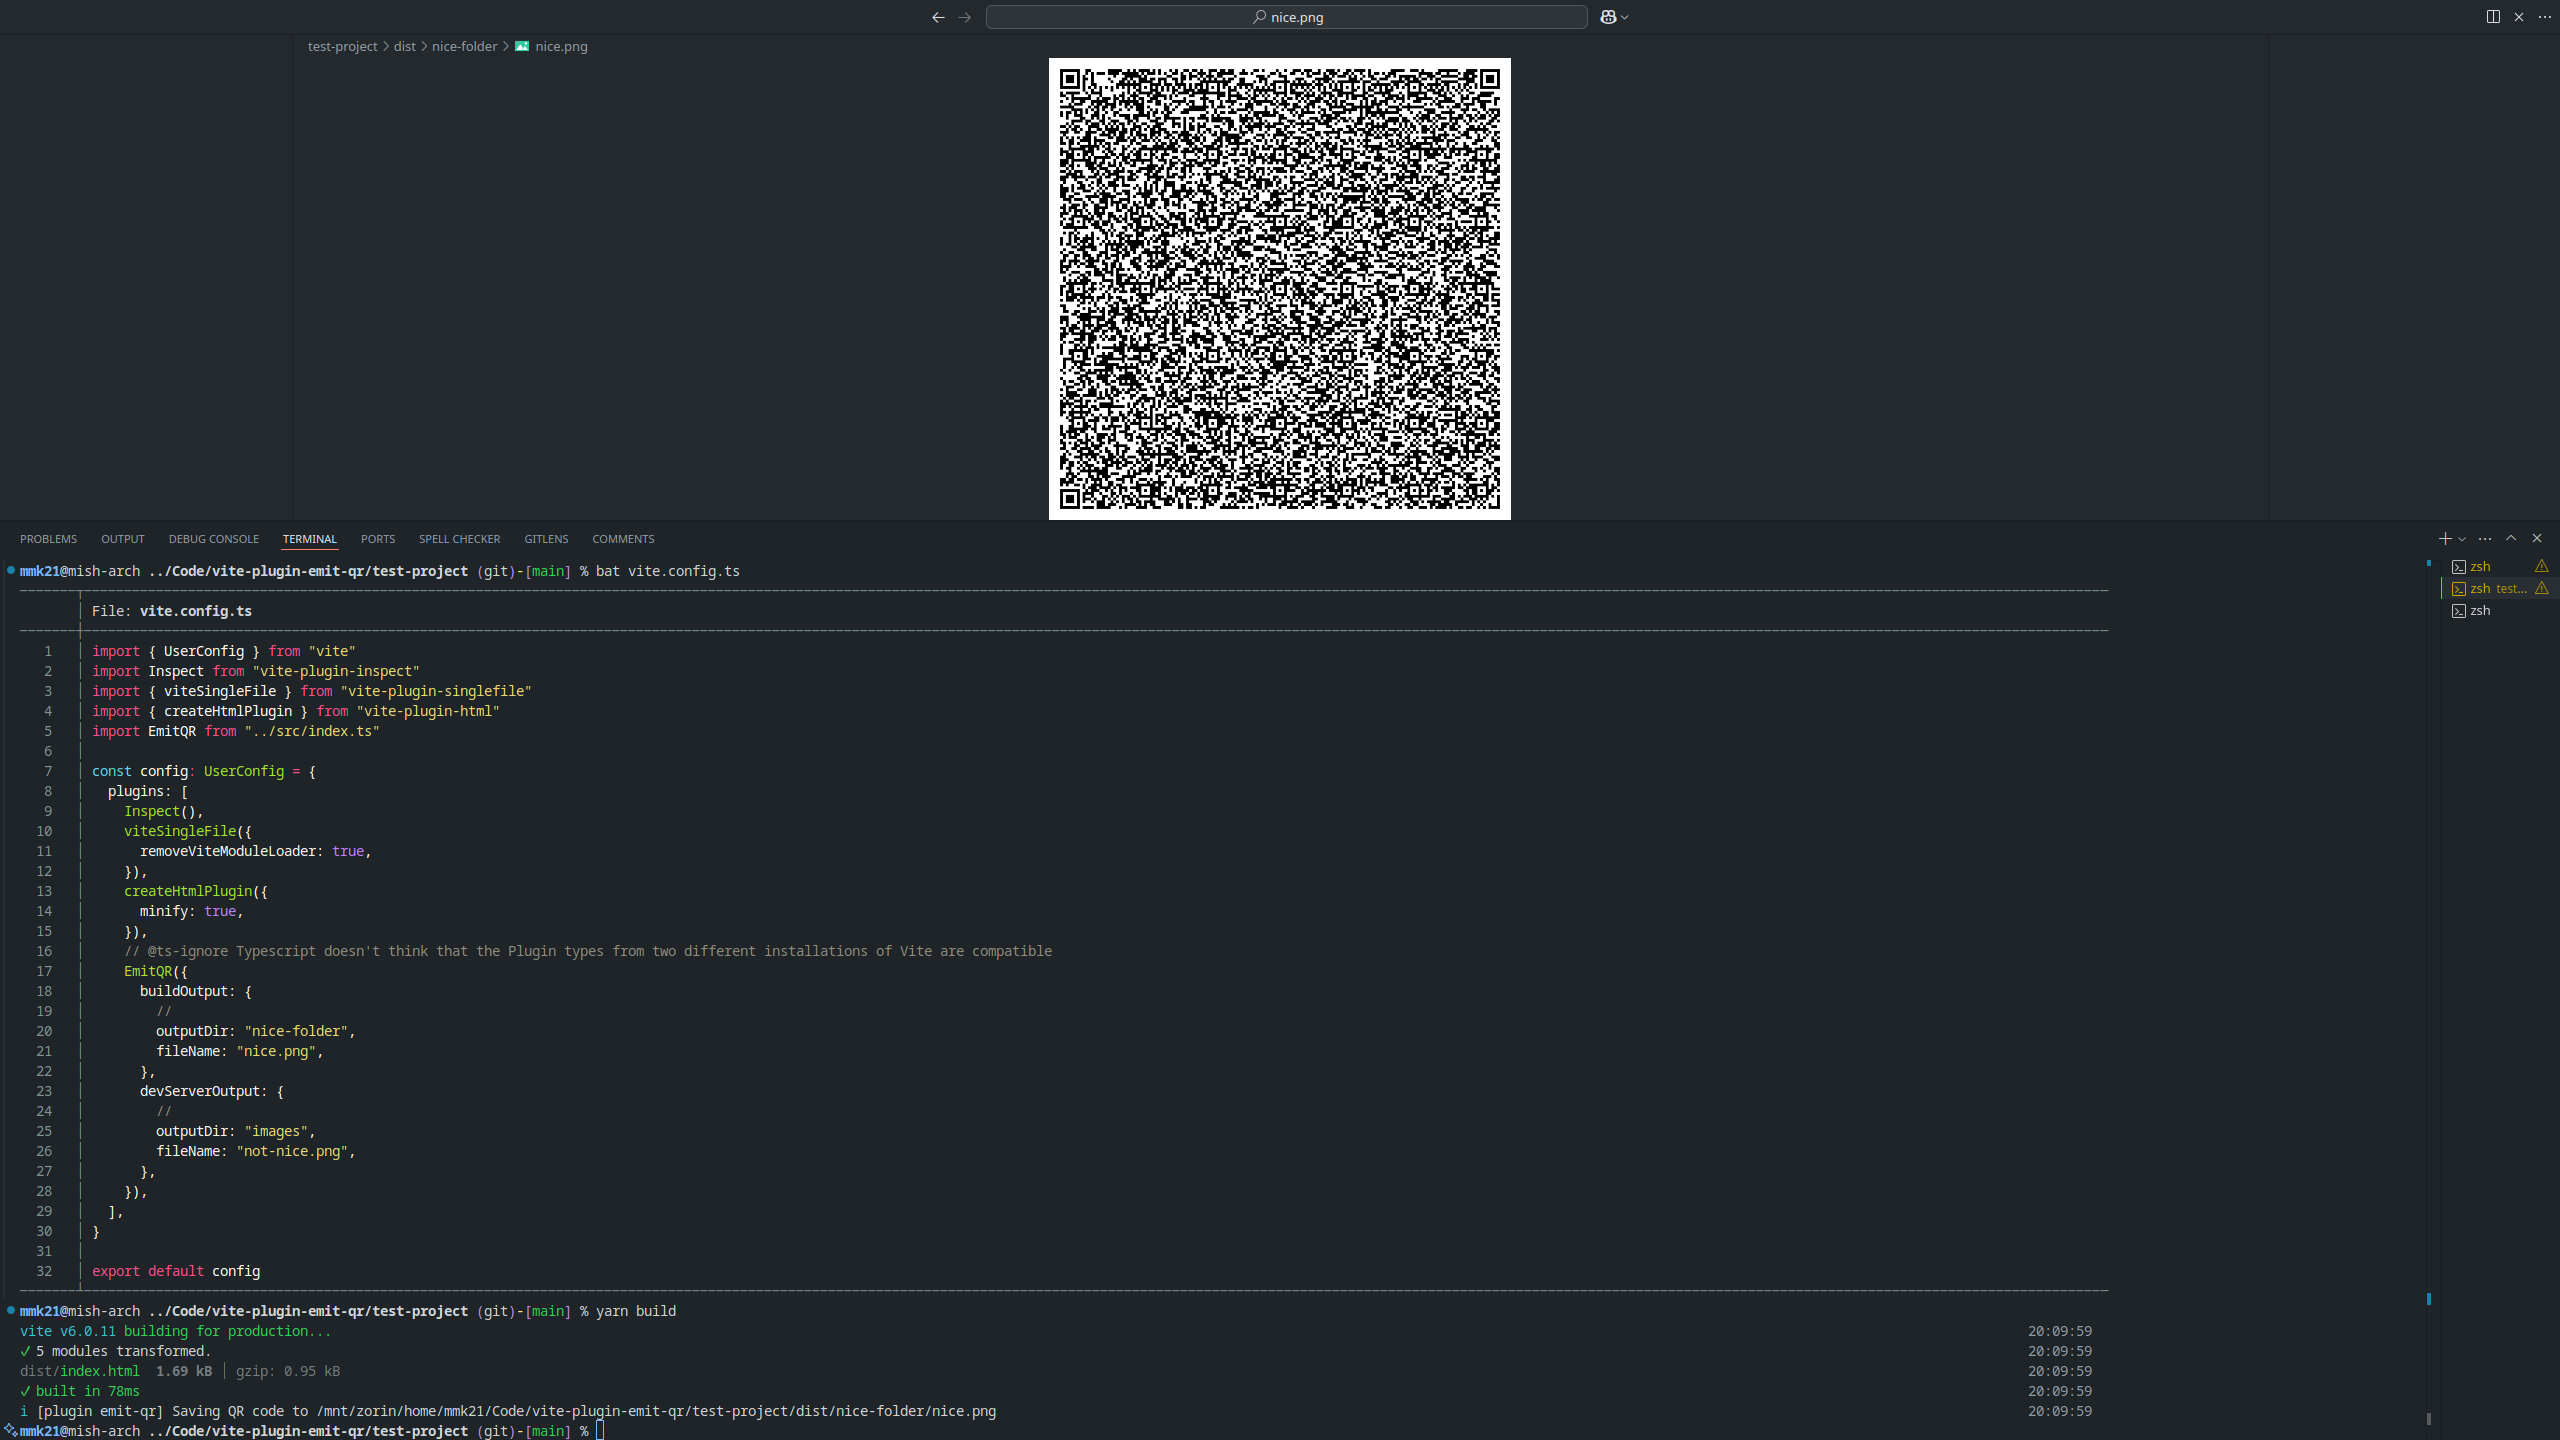 nice.png
test-project > dist > nice-folder > nice.png
PROBLEMS OUTPUT DEBUG CONSOLE TERMINAL PORTS SPELL CHECKER GITLENS COMMENTS
zsh
zsh test...
zsh
mmk21@mish-arch ../Code/vite-plugin-emit-qr/test-project (git)-[main] % bat vite.config.ts
File: vite.config.ts
1 import { UserConfig } from "vite"
2 import Inspect from "vite-plugin-inspect"
3 import { viteSingleFile } from "vite-plugin-singlefile"
4 import { createHtmlPlugin } from "vite-plugin-html"
5 import EmitQR from "../src/index.ts"
6
7 const config: UserConfig = {
8 plugins: [
9 Inspect(),
10 viteSingleFile({
11 removeViteModuleLoader: true,
12 }),
13 createHtmlPlugin({
14 minify: true,
15 }),
16 // @ts-ignore Typescript doesn't think that the Plugin types from two different installations of Vite are compatible
17 EmitQR({
18 buildOutput: {
19 //
20 outputDir: "nice-folder",
21 fileName: "nice.png",
22 },
23 devServerOutput: {
24 //
25 outputDir: "images",
26 fileName: "not-nice.png",
27 },
28 }),
29 ],
30 }
31
32 export default config
mmk21@mish-arch ../Code/vite-plugin-emit-qr/test-project (git)-[main] % yarn build
vite v6.0.11 building for production... 20:09:59
✓ 5 modules transformed. 20:09:59
dist/index.html 1.69 kB │ gzip: 0.95 kB 20:09:59
✓ built in 78ms 20:09:59
i [plugin emit-qr] Saving QR code to /mnt/zorin/home/mmk21/Code/vite-plugin-emit-qr/test-project/dist/nice-folder/nice.png 20:09:59
mmk21@mish-arch ../Code/vite-plugin-emit-qr/test-project (git)-[main] %